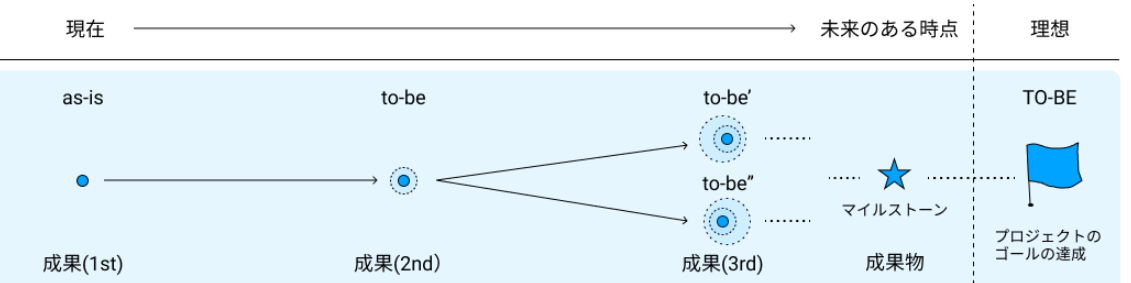 現在
未来のある時点
理想
as-is
to-be
to-be’
TO-BE
to-be”
マイルストーン
プロジェクトの
ゴールの達成
成果(1st)
成果(2nd）
成果(3rd)
成果物